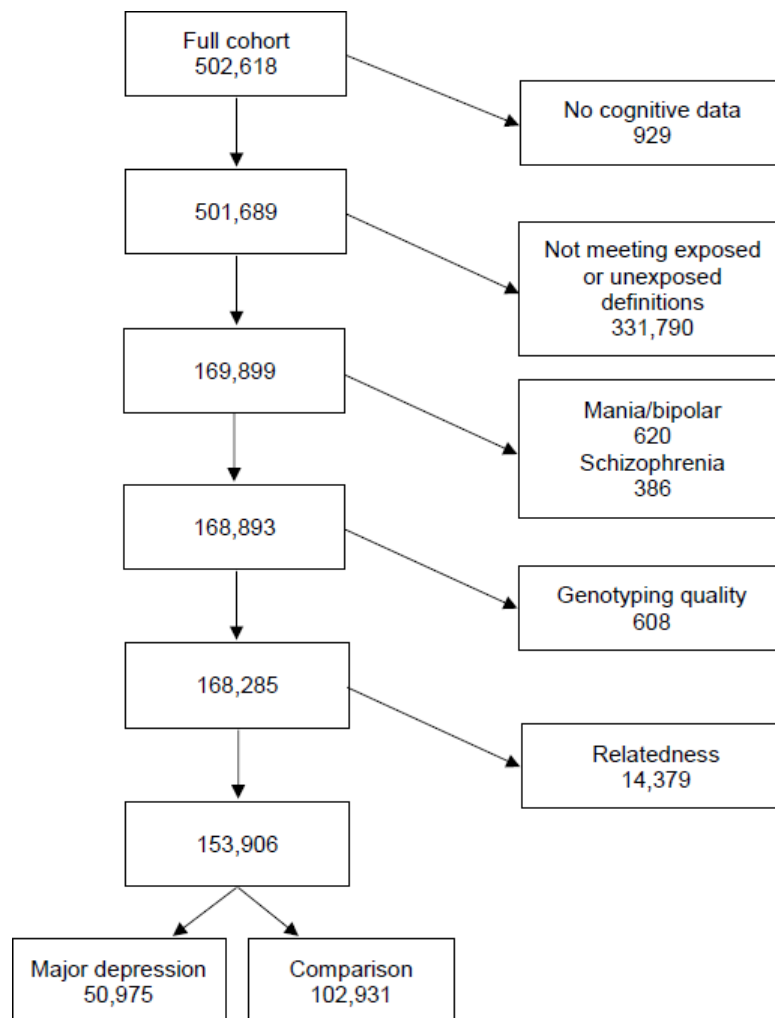 Full cohort
502,618
No cognitive data
929
501,689
Not meeting exposed
or unexposed
definitions
331,790
169,899
Mania/bipolar
620
Schizophrenia
386
168,893
Genotyping quality
608
168,285
Relatedness
14,379
153,906
Major depression
50,975
Comparison
102,931